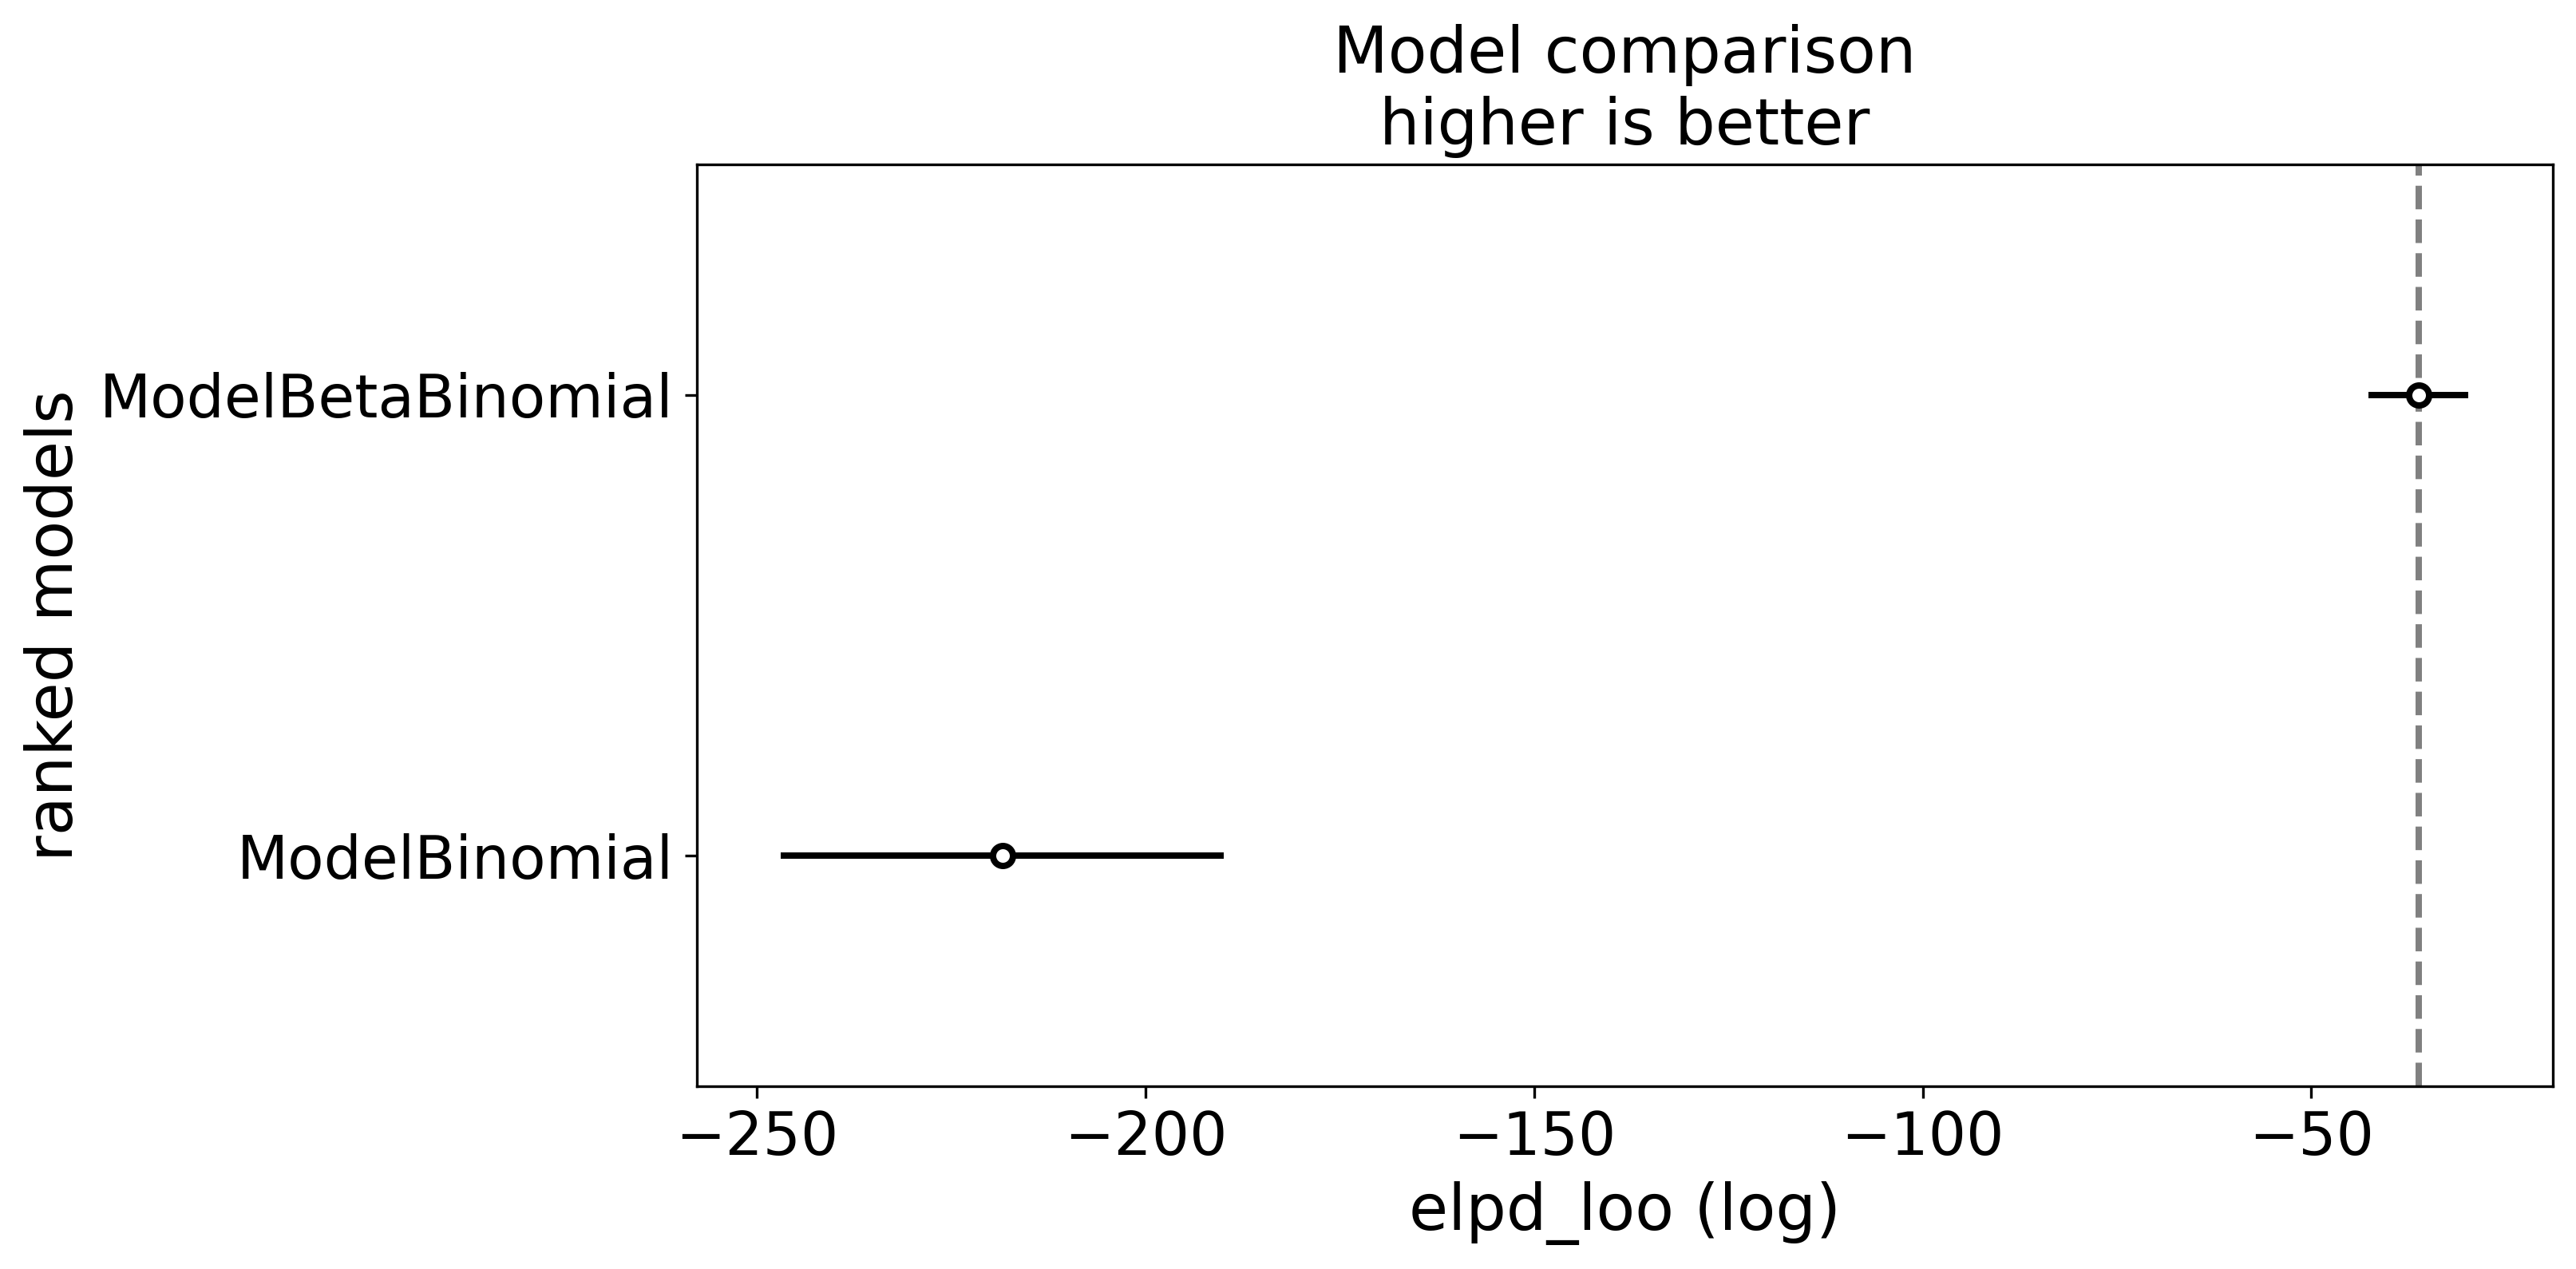 Model comparison
higher is better
ranked models
ModelBetaBinomial
ModelBinomial
−250 −200 −150 −100 −50
elpd_loo (log)